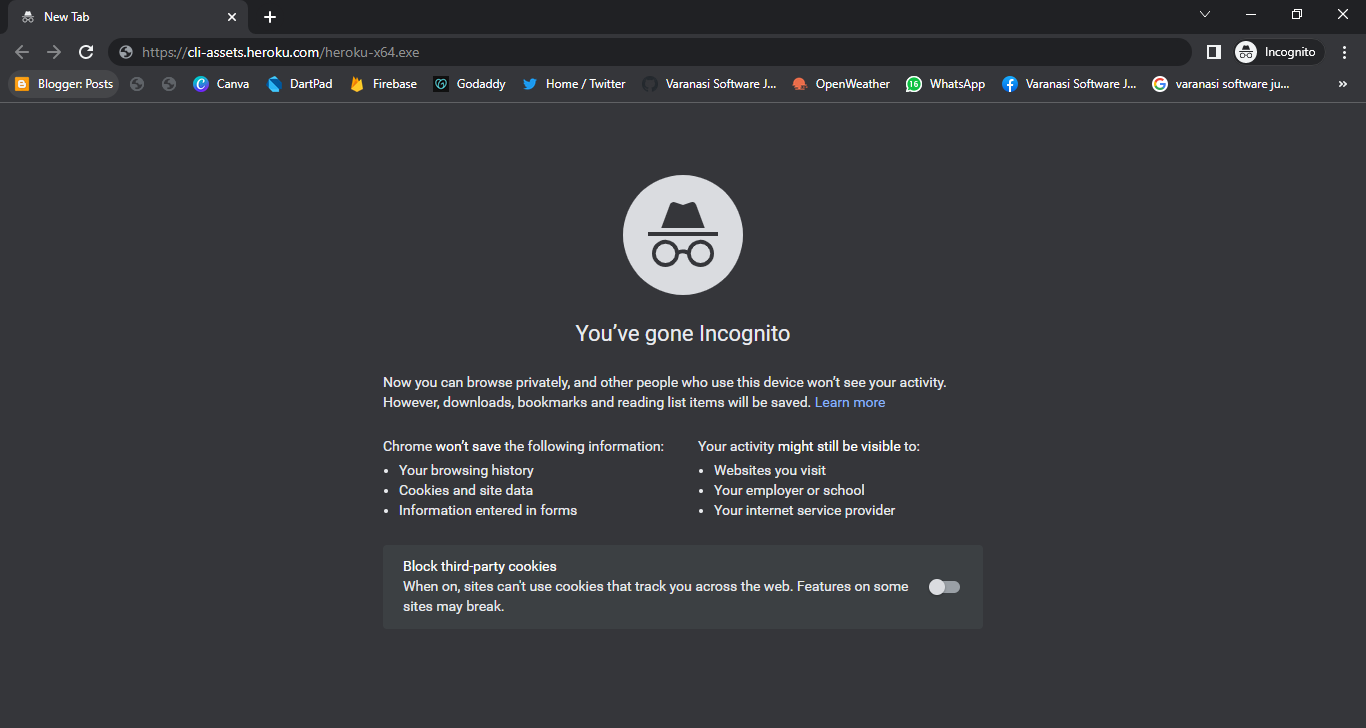 New Tab
https://cli-assets.heroku.com/heroku-x64.exe
Incognito
Blogger: Posts
Canva
DartPad
Firebase
Godaddy
Home / Twitter
Varanasi Software J...
OpenWeather
16
WhatsApp
Varanasi Software J...
varanasi software ju...
»
You've gone Incognito
Now you can browse privately, and other people who use this device won't see your activity.
However, downloads, bookmarks and reading list items will be saved. Learn more
Chrome won't save the following information:
• Your browsing history
• Cookies and site data
• Information entered in forms
Your activity might still be visible to:
• Websites you visit
• Your employer or school
• Your internet service provider
Block third-party cookies
When on, sites can't use cookies that track you across the web. Features on some
sites may break.